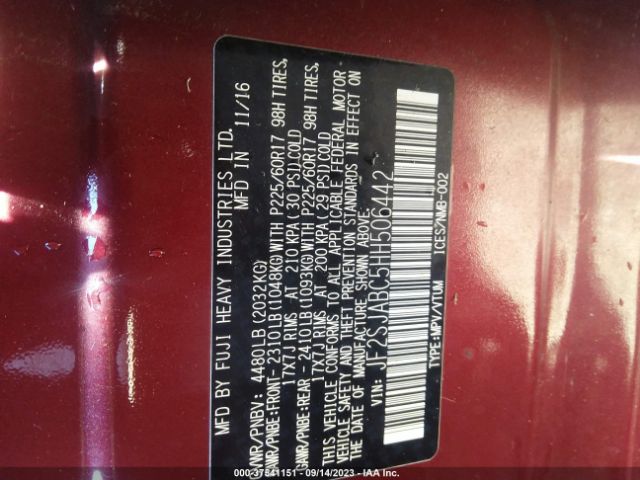 MFD BY FUJI HEAVY INDUSTRIES LTD.
MFD IN 11/16
GVWR/PNBV: 4480LB(2032KG)
GAWR/PNBE:FRONT-2310LB(1048KG)WITH P225/60R17 98H TIRES,
17X7J RIMS AT 210 KPA(30 PSI)COLD
GAWR/PNBE:REAR -2410LB(1093KG)WITH P225/60R17 98H TIRES,
17X7J RIMS AT 200 KPA(29 PSI)COLD
THIS VEHICLE CONFORMS TO ALL APPLICABLE FEDERAL MOTOR
VEHICLE SAFETY AND THEFT PREVENTION STANDARDS IN EFFECT ON
THE DATE OF MANUFACTURE SHOWN ABOVE.
VIN: JF2SJABC5HH506442
TYPE:MPV/VTUM ICES/NMB-002
000-37541151 | 09/14/2023 | IAA Inc.